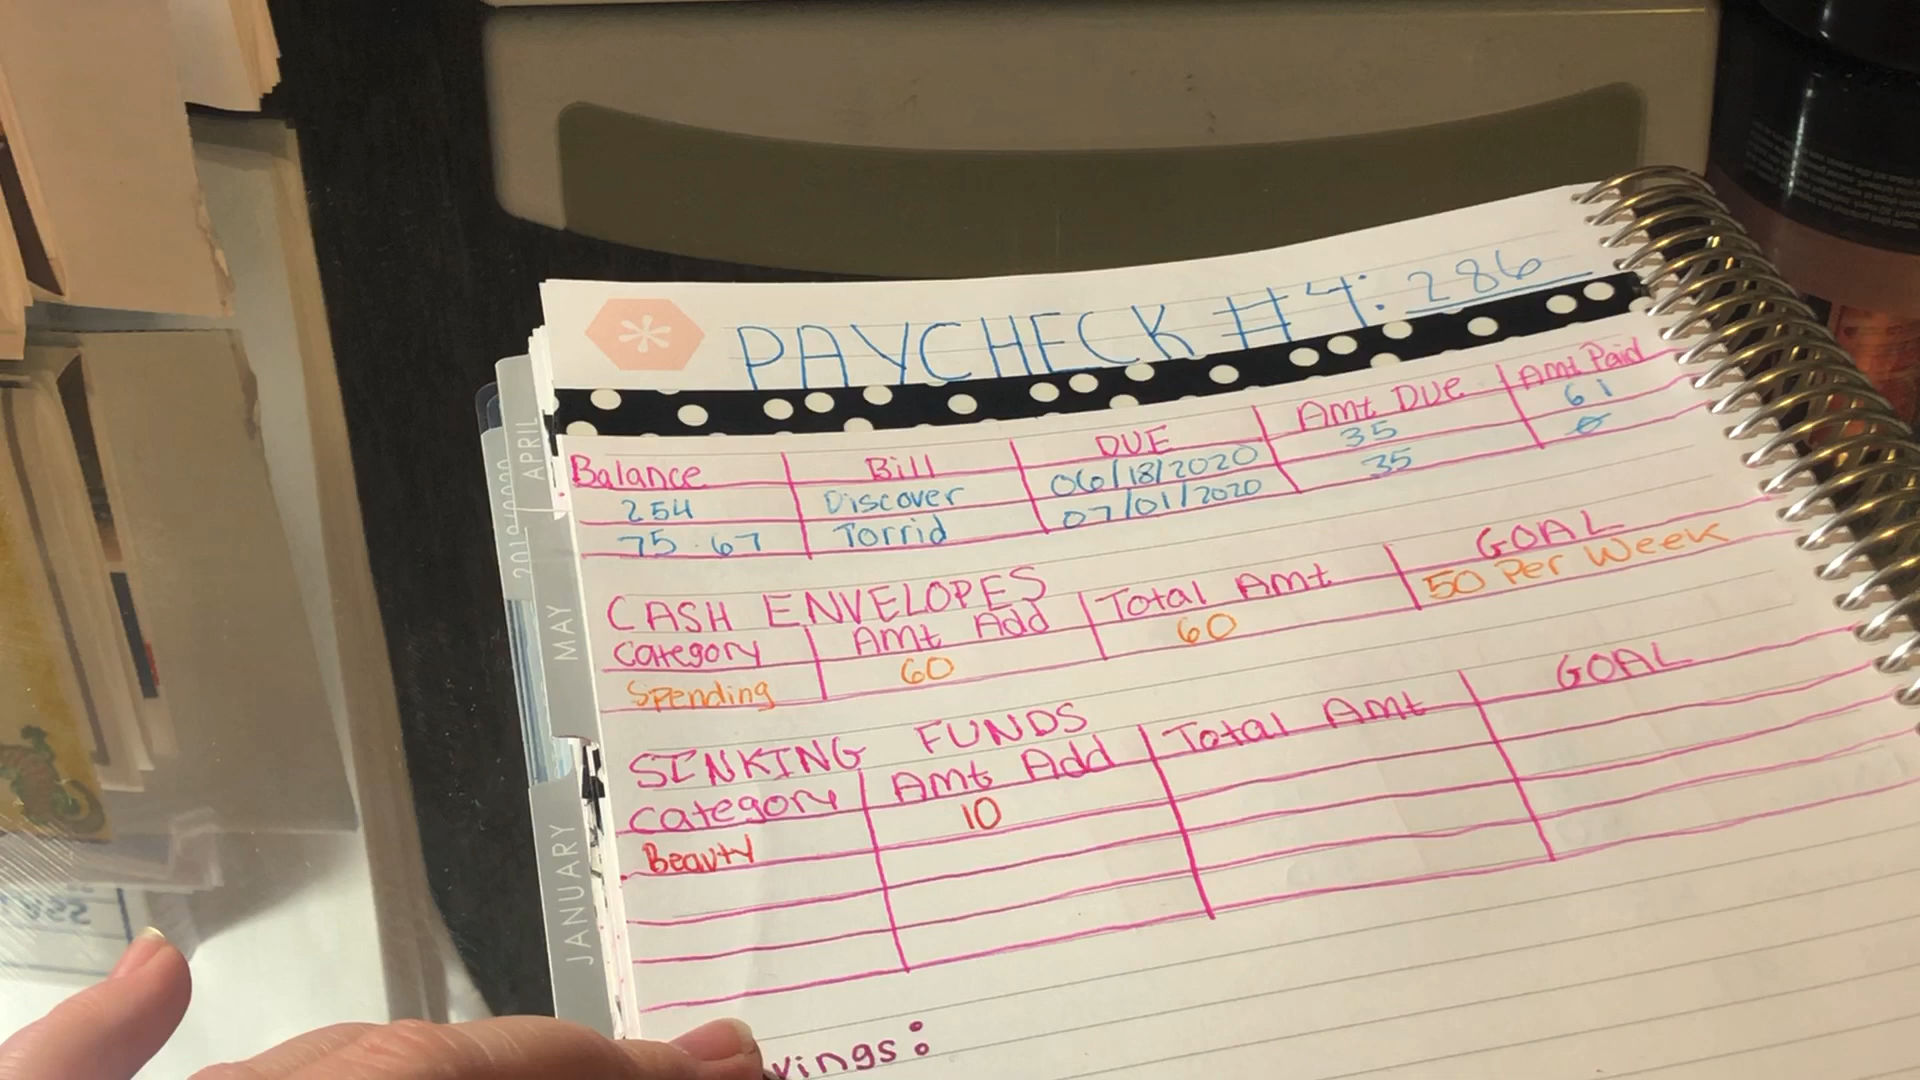 PAYCHECK #4: 286
Balance Bill DUE Amt DUE Amt Paid
254 Discover 06/18/2020 35 61
75.67 Torrid 07/01/2020 35 0
CASH ENVELOPES
Category Amt Add Total Amt GOAL
Spending 60 60 50 Per Week
SINKING FUNDS
Category Amt Add Total Amt GOAL
Beauty 10
vings:
APRIL
2019/2020
MAY
JANUARY